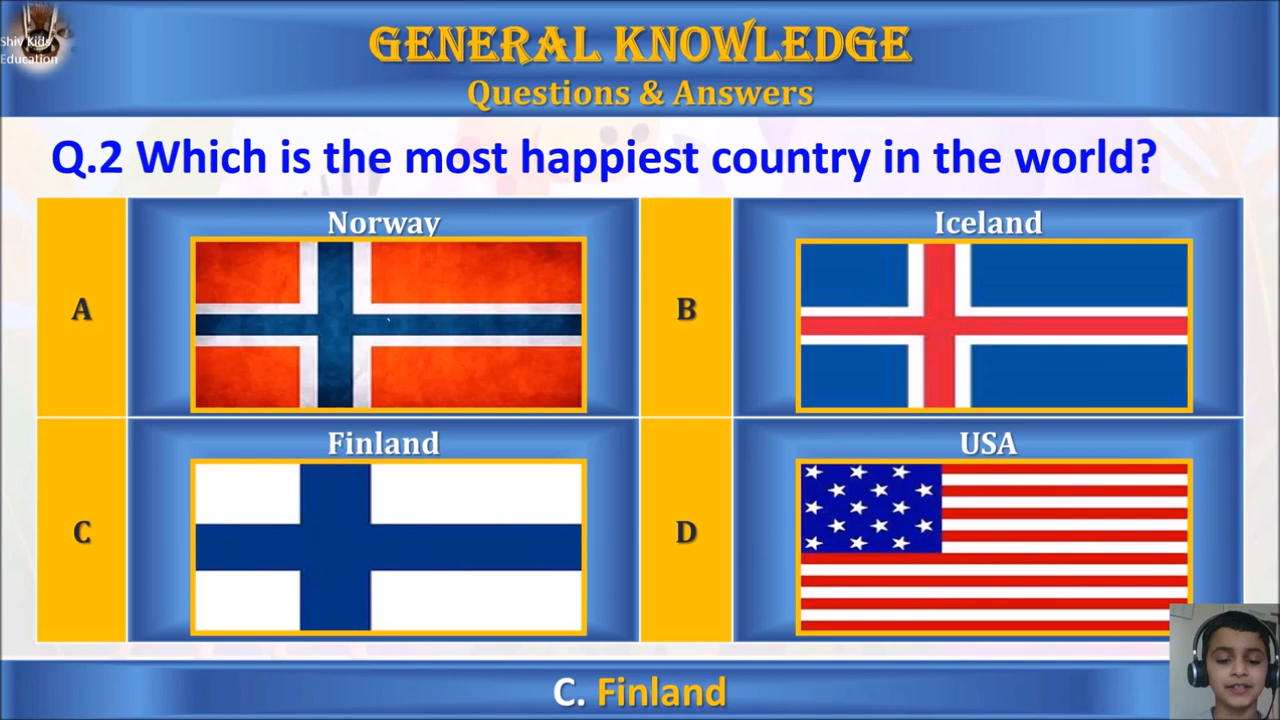 Shiv Kids
Education
GENERAL KNOWLEDGE
Questions & Answers
Q.2 Which is the most happiest country in the world?
A
Norway
B
Iceland
C
Finland
D
USA
C. Finland